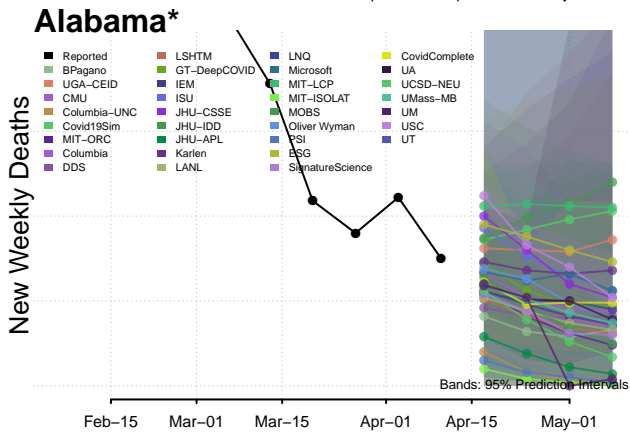 Alabama*
Reported
BPagano
UGA−CEID
CMU
Columbia−UNC
Covid19Sim
MIT−ORC
Columbia
DDS
LSHTM
GT−DeepCOVID
IEM
ISU
JHU−CSSE
JHU−IDD
JHU−APL
Karlen
LANL
LNQ
Microsoft
MIT−LCP
MIT−ISOLAT
MOBS
Oliver Wyman
PSI
ESG
SignatureScience
CovidComplete
UA
UCSD−NEU
UMass−MB
UM
USC
UT
New Weekly Deaths
Bands: 95% Prediction Intervals
Feb−15 Mar−01 Mar−15 Apr−01 Apr−15 May−01